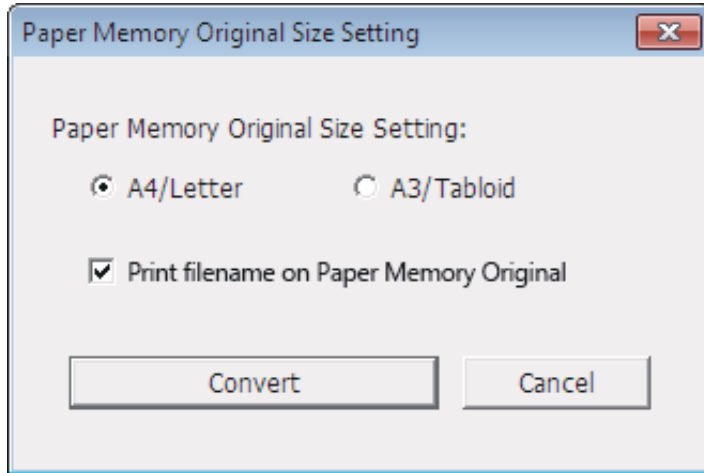 Paper Memory Original Size Setting
Paper Memory Original Size Setting:
A4/Letter A3/Tabloid
Print filename on Paper Memory Original
Convert Cancel